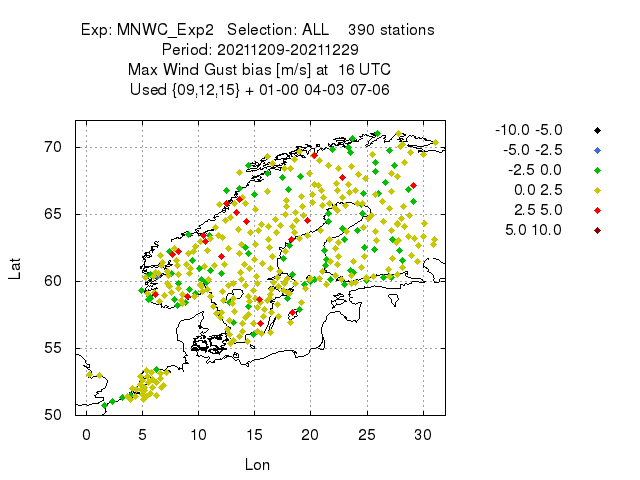 Exp: MNWC_Exp2   Selection: ALL    390 stations
Period: 20211209-20211229
Max Wind Gust bias [m/s] at  16 UTC
Used {09,12,15} + 01-00 04-03 07-06
-10.0 -5.0
-5.0 -2.5
-2.5 0.0
0.0 2.5
2.5 5.0
5.0 10.0
70
65
60
55
50
Lat
0 5 10 15 20 25 30
Lon